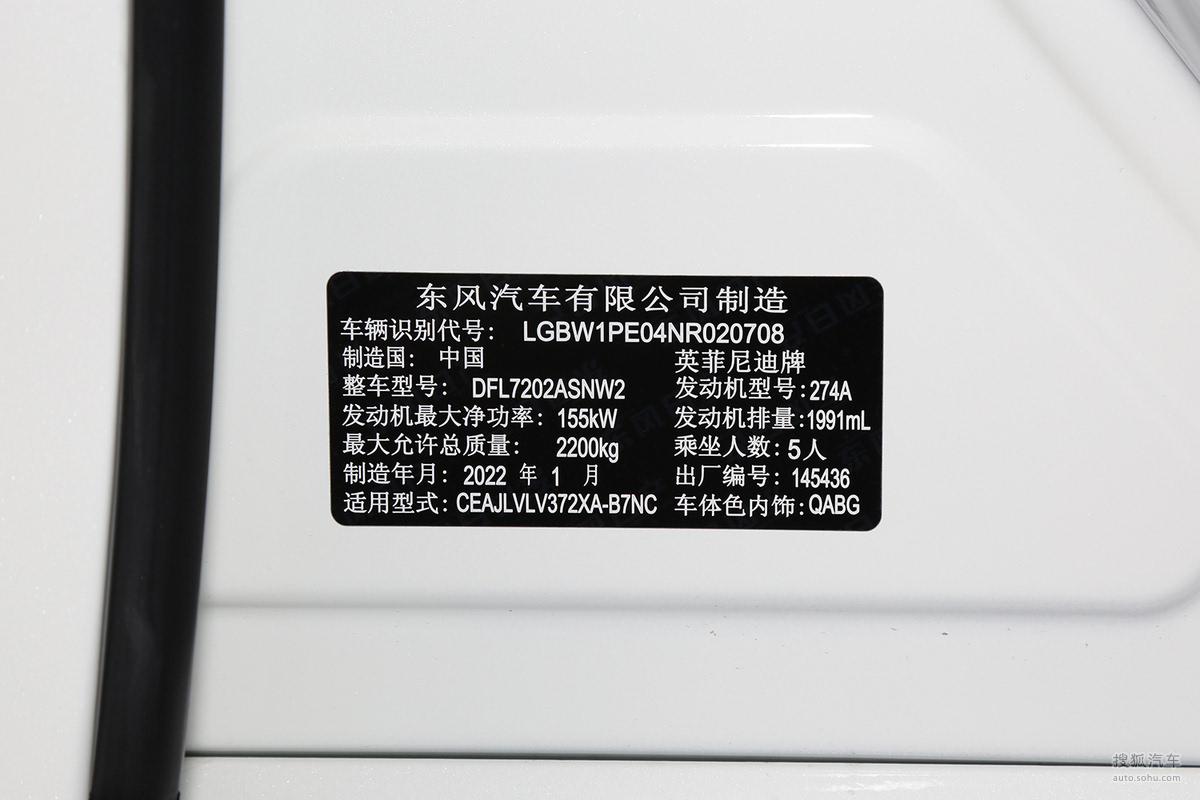 东风汽车有限公司制造
车辆识别代号: LGBW1PE04NR020708
制造国: 中国 英菲尼迪牌
整车型号: DFL7202ASNW2 发动机型号:274A
发动机最大净功率: 155kW 发动机排量:1991mL
最大允许总质量: 2200kg 乘坐人数:5人
制造年月: 2022 年 1 月 出厂编号: 145436
适用型式: CEAJLVLV372XA-B7NC 车体色内饰:QABG
搜狐汽车
auto.sohu.com